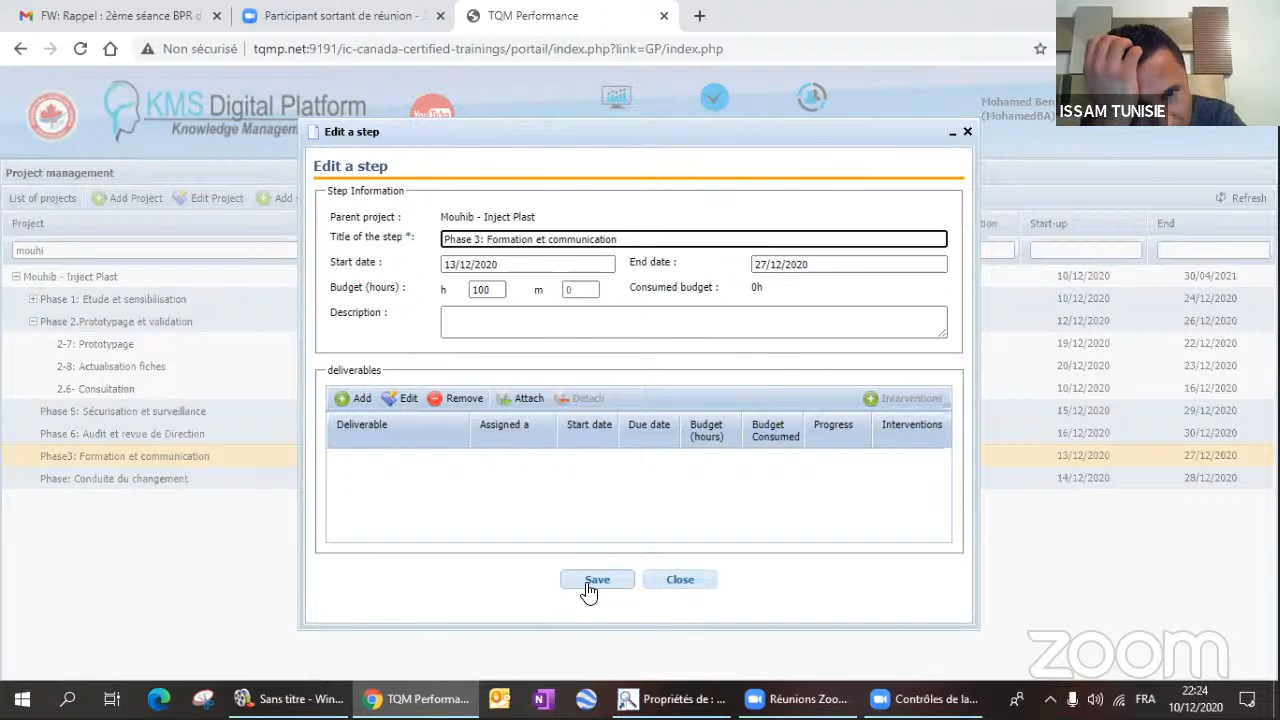 FW: Rappel : 2ème séance BPR d
Participant sortant de réunion - Z
TQM Performance
Non sécurisé
tqmp.net:9191/ic-canada-certified-trainings/portal/index.php?link=GP/index.php
KMS Digital Platform
Knowledge Manageme
YouTube
Mohamed Ben
(MohamedBA)
ISSAM TUNISIE
Project management
List of projects
Add Project
Edit Project
Add s
Refresh
Project
tion
Start-up
End
mouhi
Mouhib - Inject Plast
10/12/2020
30/04/2021
Phase 1: Etude et sensibilisation
10/12/2020
24/12/2020
Phase 2.Prototypage et validation
12/12/2020
26/12/2020
2-7: Prototypage
19/12/2020
22/12/2020
2-8: Actualisation fiches
20/12/2020
23/12/2020
2.6- Consultation
10/12/2020
16/12/2020
Phase 5: Sécurisation et surveillance
15/12/2020
29/12/2020
Phase 6: Audit et revue de Direction
16/12/2020
30/12/2020
Phase3: Formation et communication
13/12/2020
27/12/2020
Phase: Conduite du changement
14/12/2020
28/12/2020
Edit a step
Edit a step
Step Information
Parent project :
Mouhib - Inject Plast
Title of the step *:
Phase 3: Formation et communication
Start date :
13/12/2020
End date :
27/12/2020
Budget (hours) :
h
100
m
0
Consumed budget :
0h
Description :
deliverables
Add
Edit
Remove
Attach
Detach
Interventions
Deliverable
Assigned a
Start date
Due date
Budget (hours)
Budget Consumed
Progress
Interventions
Save
Close
zoom
Sans titre - Win...
TQM Performa...
Propriétés de : ...
Réunions Zoo...
Contrôles de la...
FRA
22:24
10/12/2020